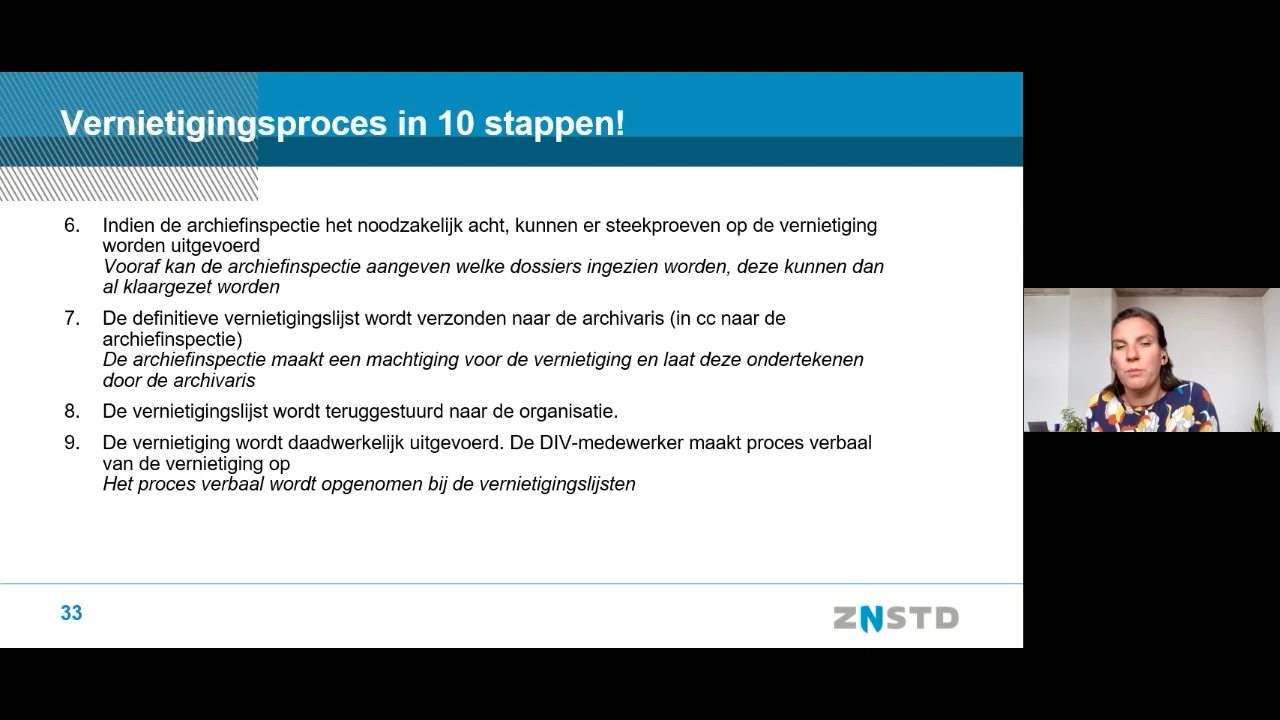 Vernietigingsproces in 10 stappen!
6. Indien de archiefinspectie het noodzakelijk acht, kunnen er steekproeven op de vernietiging
worden uitgevoerd
Vooraf kan de archiefinspectie aangeven welke dossiers ingezien worden, deze kunnen dan
al klaargezet worden
7. De definitieve vernietigingslijst wordt verzonden naar de archivaris (in cc naar de
archiefinspectie)
De archiefinspectie maakt een machtiging voor de vernietiging en laat deze ondertekenen
door de archivaris
8. De vernietigingslijst wordt teruggestuurd naar de organisatie.
9. De vernietiging wordt daadwerkelijk uitgevoerd. De DIV-medewerker maakt proces verbaal
van de vernietiging op
Het proces verbaal wordt opgenomen bij de vernietigingslijsten
33
ZNSTD